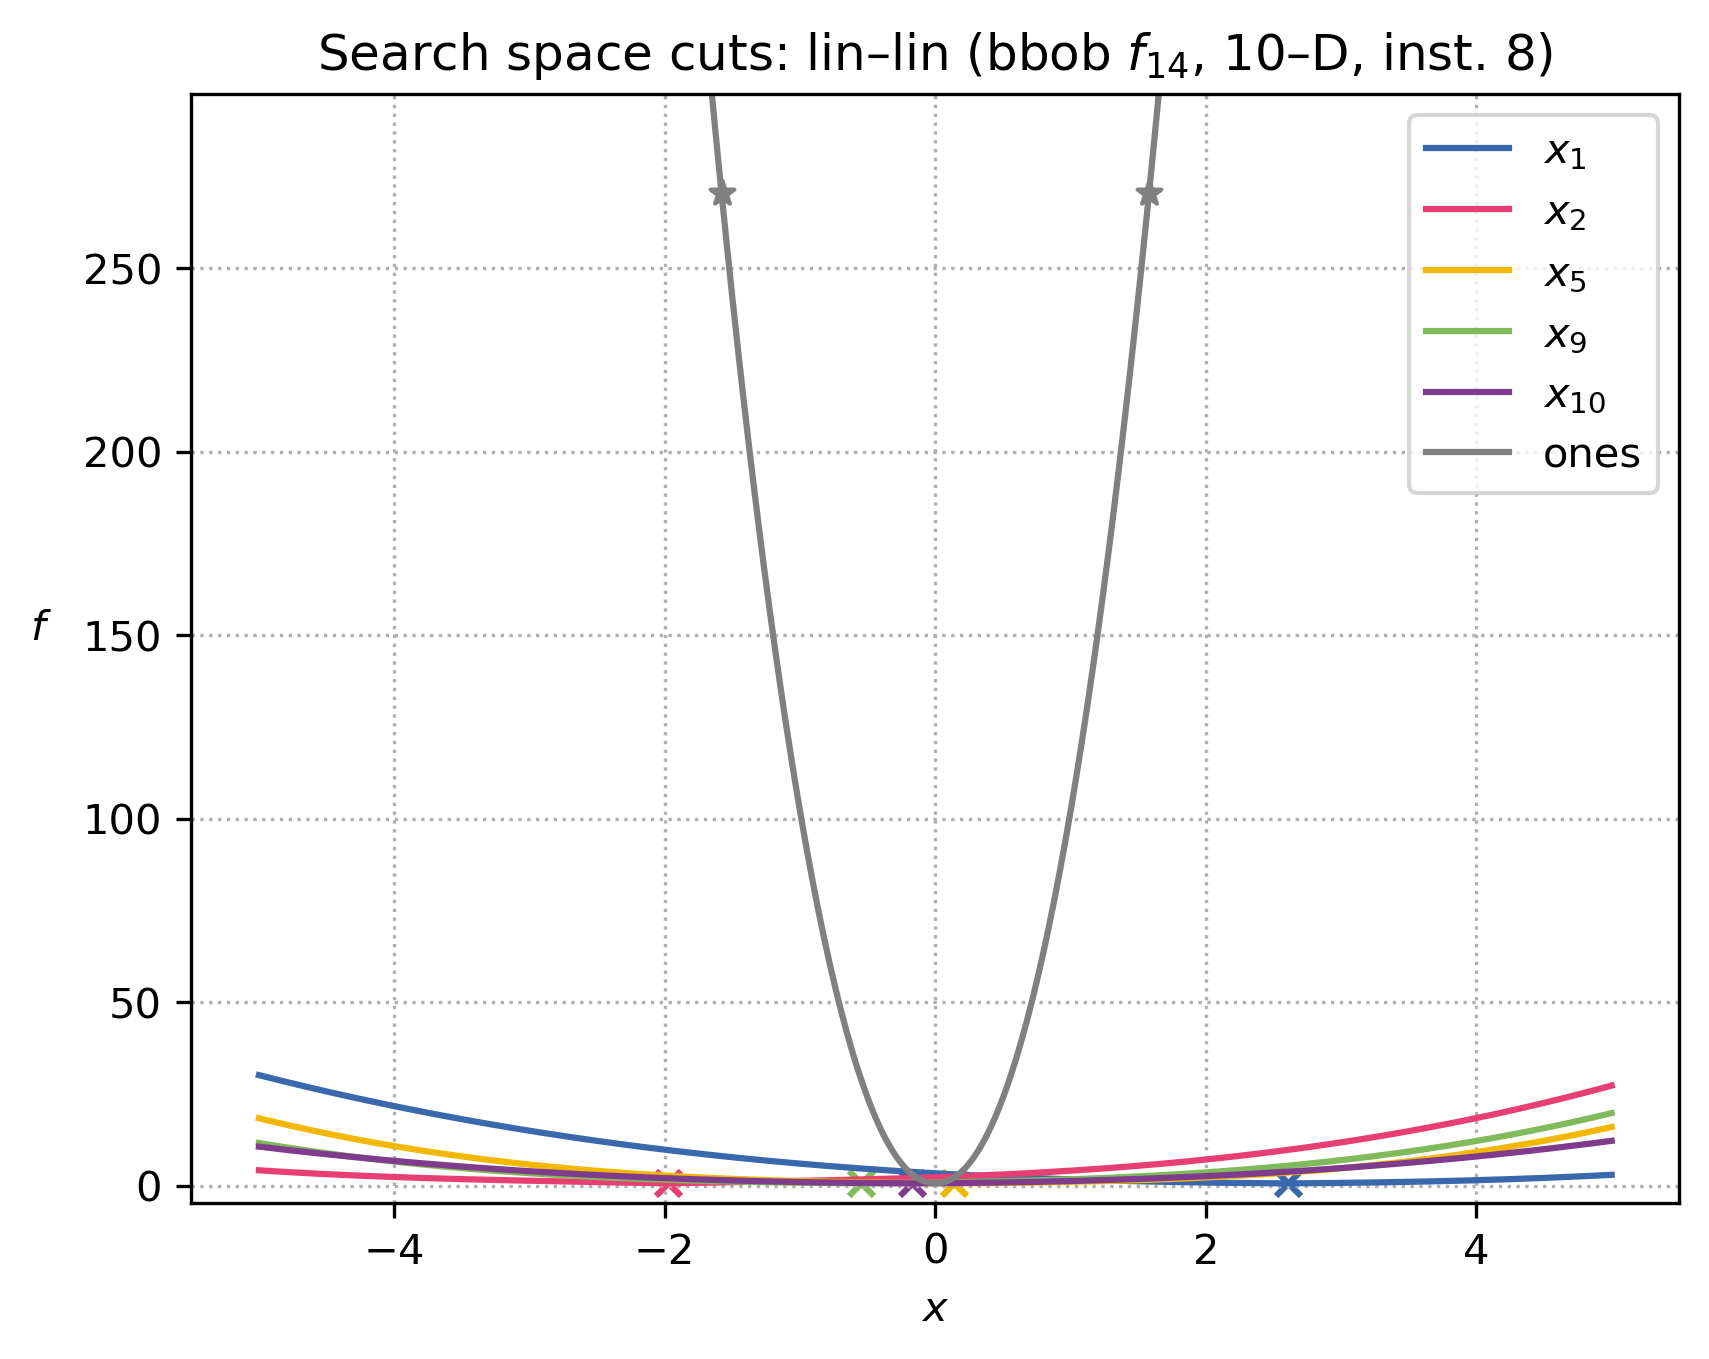 Search space cuts: lin–lin (bbob f₁₄, 10–D, inst. 8)
x₁
x₂
x₅
x₉
x₁₀
ones
250
200
150
100
50
0
f
−4
−2
0
2
4
x